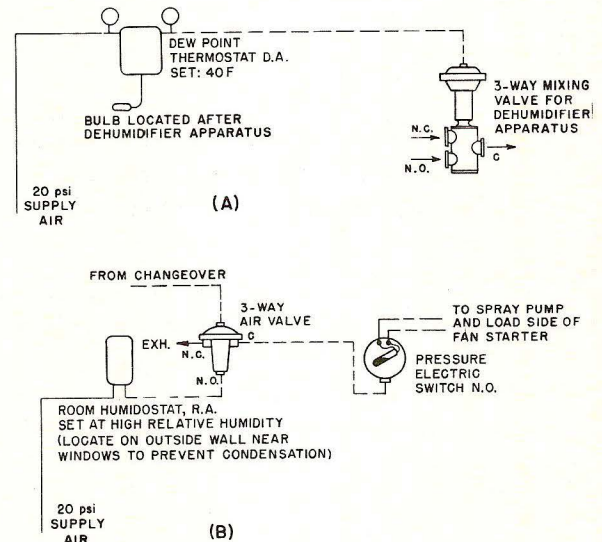 DEW POINT
THERMOSTAT D.A.
SET: 40F
BULB LOCATED AFTER
DEHUMIDIFIER APPARATUS
3-WAY MIXING
VALVE FOR
DEHUMIDIFIER
APPARATUS
N.C.
C
N.O.
20 psi
SUPPLY
AIR
(A)
FROM CHANGEOVER
3-WAY
AIR VALVE
EXH.
N.C.
C
N.O.
TO SPRAY PUMP
AND LOAD SIDE OF
FAN STARTER
PRESSURE
ELECTRIC
SWITCH N.O.
ROOM HUMIDOSTAT, R.A.
SET AT HIGH RELATIVE HUMIDITY
(LOCATE ON OUTSIDE WALL NEAR
WINDOWS TO PREVENT CONDENSATION)
20 psi
SUPPLY
AIR
(B)